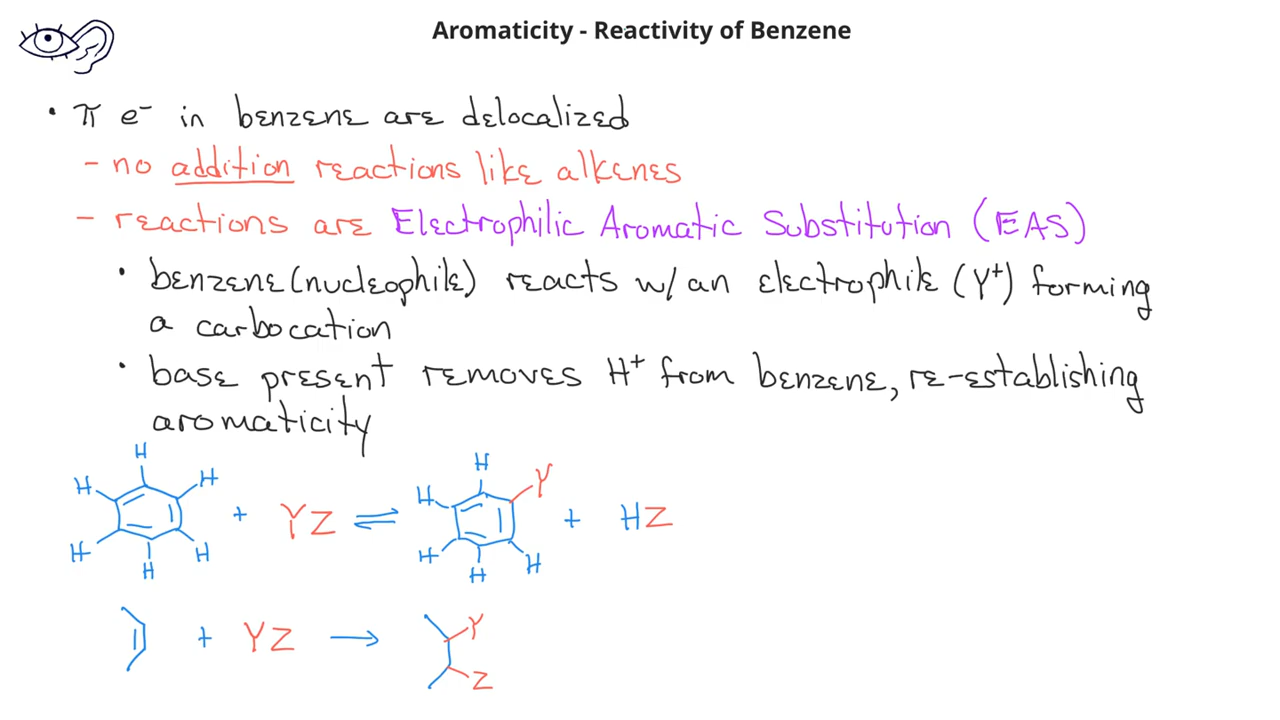 Aromaticity - Reactivity of Benzene
• π e⁻ in benzene are delocalized
- no addition reactions like alkenes
- reactions are Electrophilic Aromatic Substitution (EAS)
• benzene (nucleophile) reacts w/ an electrophile (Y⁺) forming
a carbocation
• base present removes H⁺ from benzene, re-establishing
aromaticity
H H H H H H + YZ ⇌ H Y H H H H + HZ
+ YZ → Y Z